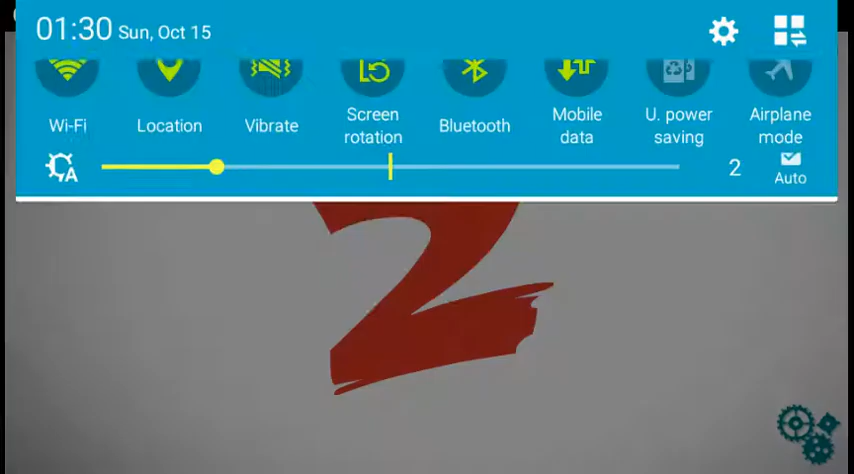 01:30 Sun, Oct 15
Wi-Fi
Location
Vibrate
Screen
rotation
Bluetooth
Mobile
data
U. power
saving
Airplane
mode
A
2
Auto
2